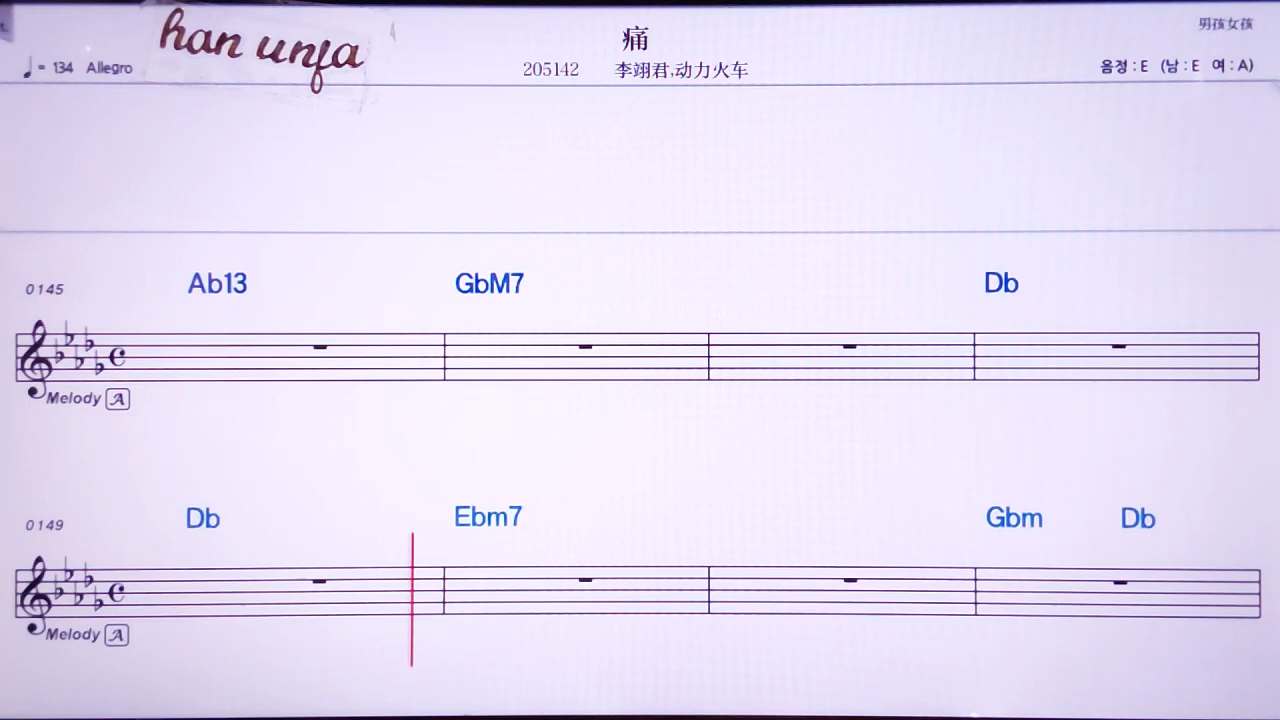 han unfa
痛
男孩女孩
♩ = 134 Allegro
205142 李翊君,动力火车
음정 : E (남 : E 여 : A)
0145 Ab13 GbM7 Db
Melody A
0149 Db Ebm7 Gbm Db
Melody A